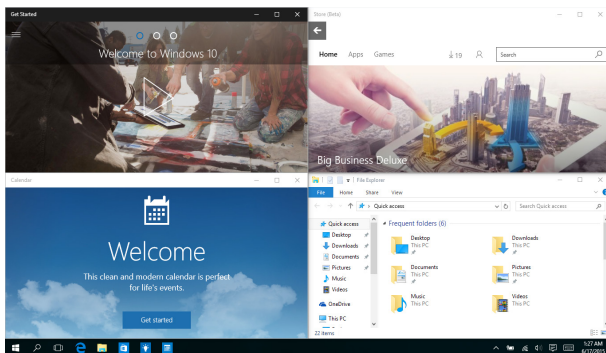 Get Started
Welcome to Windows 10
Store (Beta)
Home Apps Games
19
Search
Big Business Deluxe
Calendar
Welcome
This clean and modern calendar is perfect
for life's events.
Get started
File Explorer
File Home Share View
Quick access
Search Quick access
Quick access
Desktop
Downloads
Documents
Pictures
Music
Videos
OneDrive
This PC
22 items
Frequent folders (6)
Desktop
This PC
Downloads
This PC
Documents
This PC
Pictures
This PC
Music
This PC
Videos
This PC
1:27 AM
6/17/2015